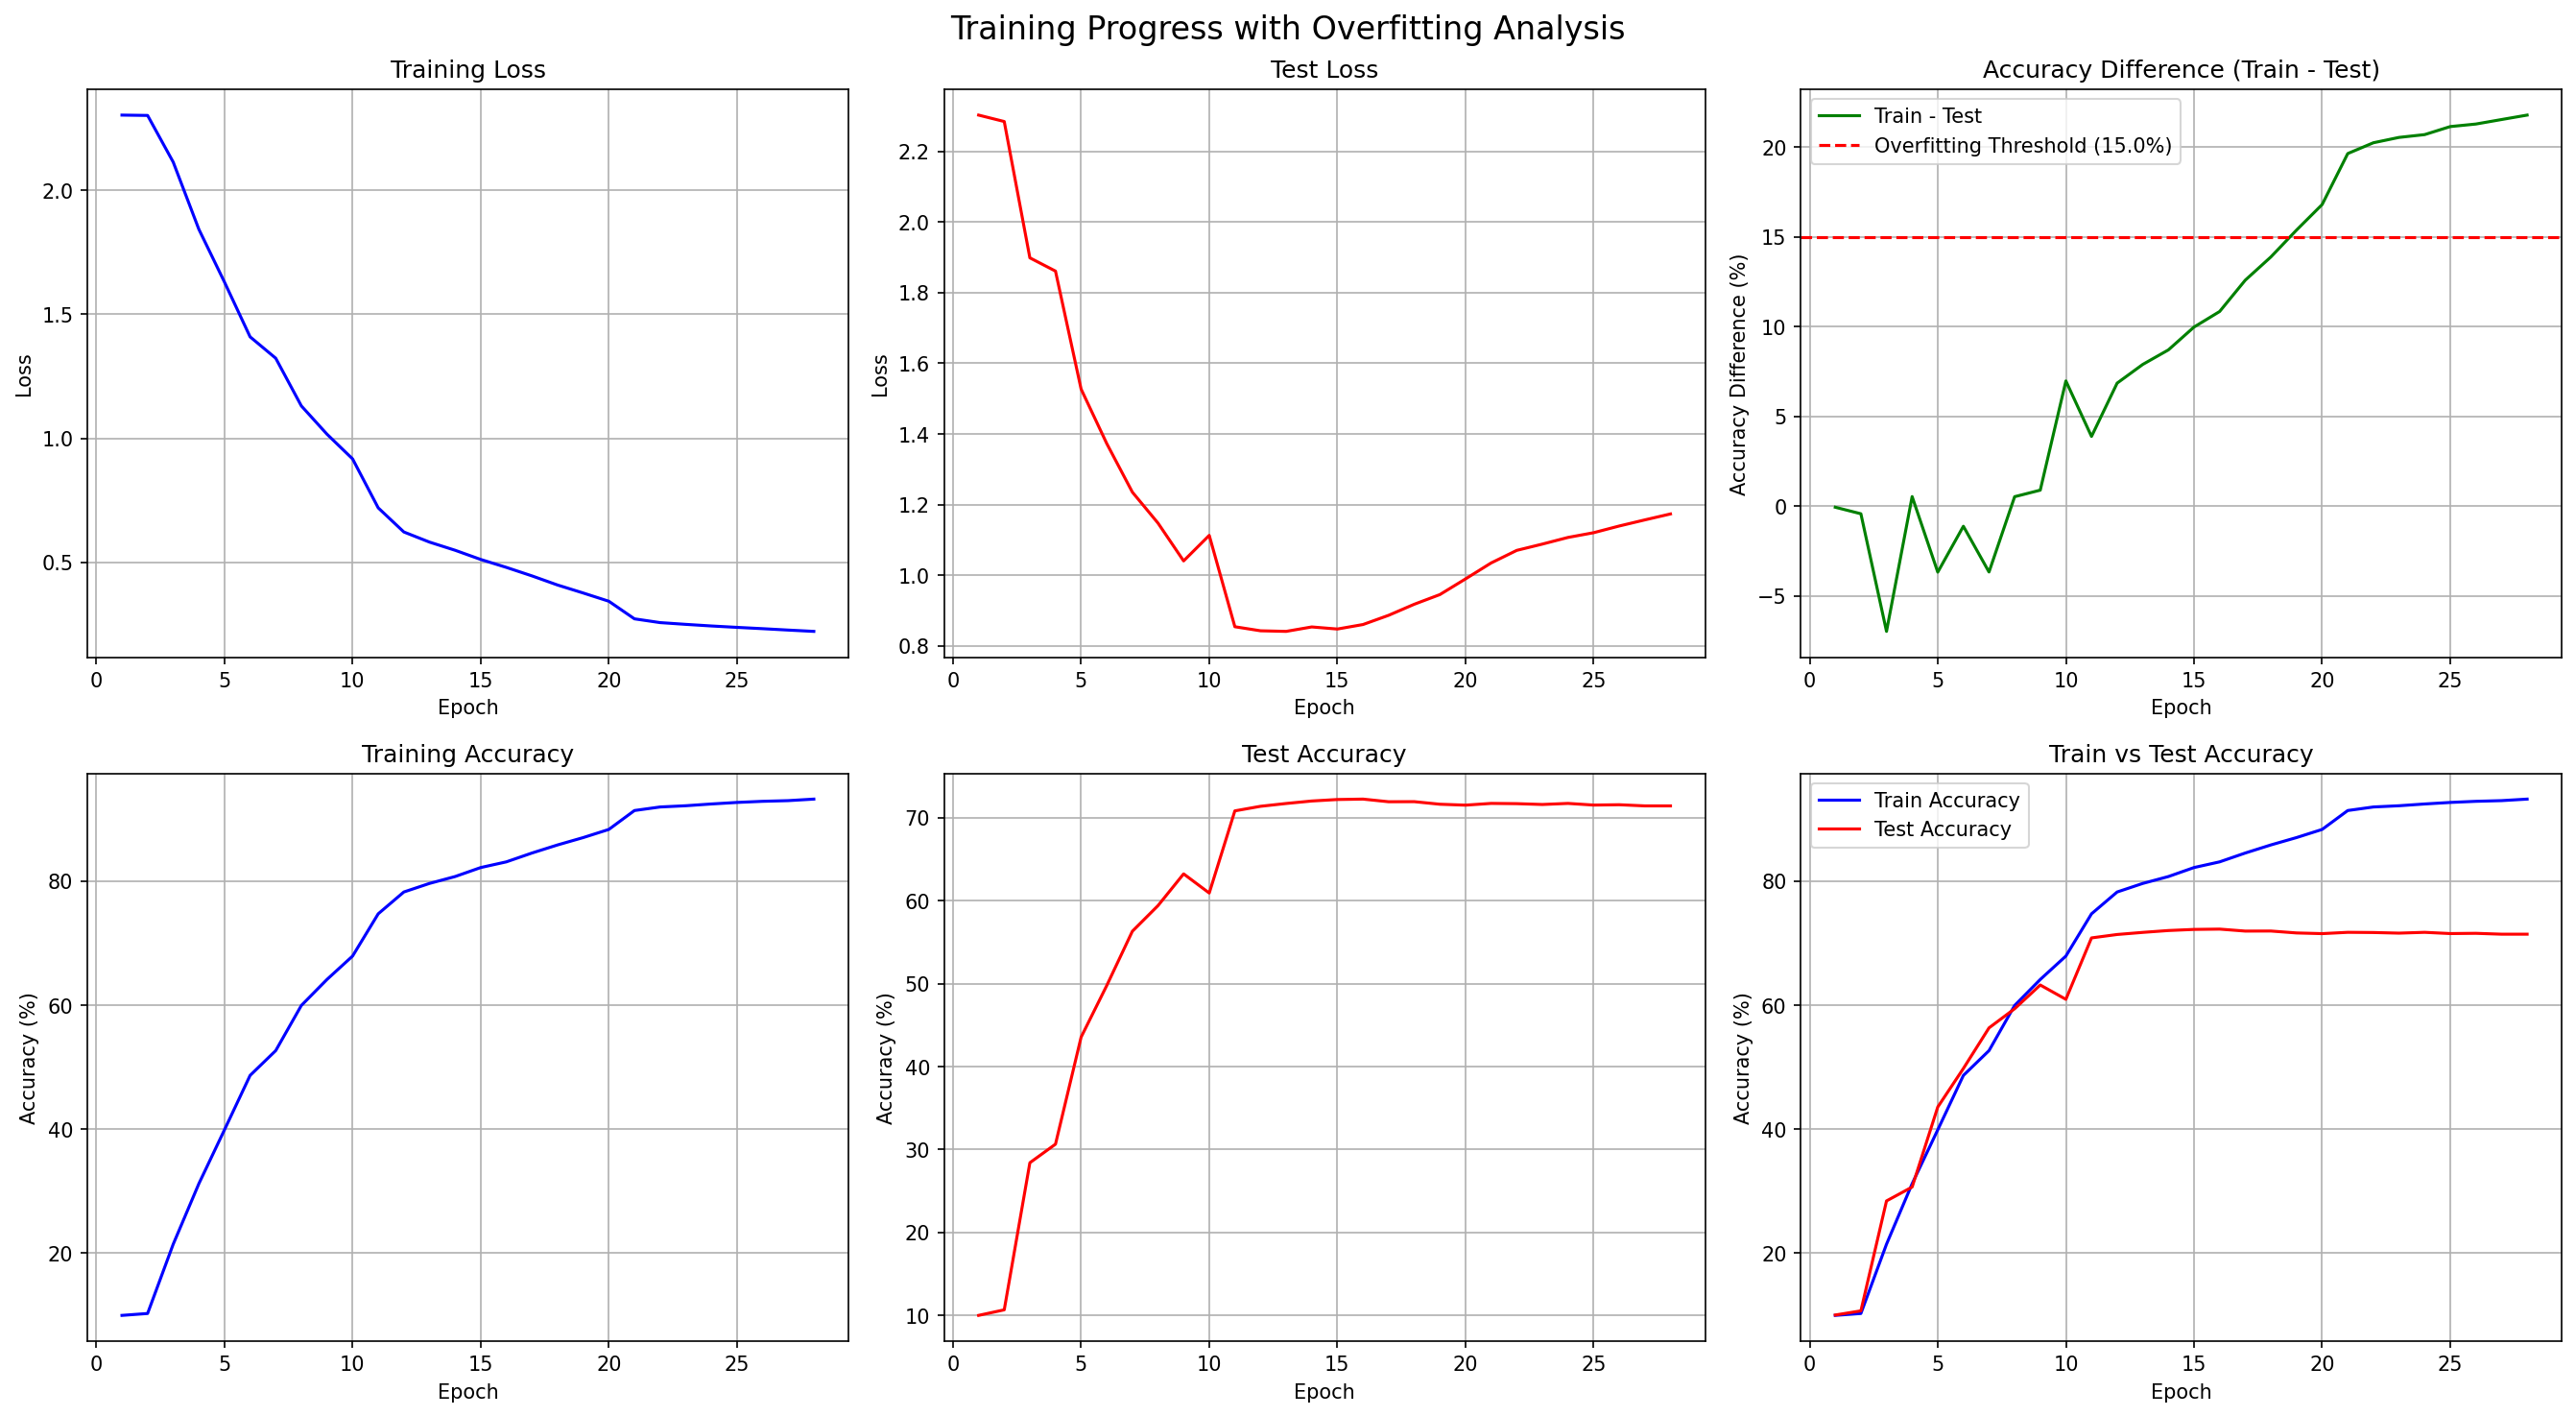 Training Progress with Overfitting Analysis
Training Loss
Loss
2.0
1.5
1.0
0.5
0 5 10 15 20 25
Epoch
Test Loss
Loss
2.2
2.0
1.8
1.6
1.4
1.2
1.0
0.8
0 5 10 15 20 25
Epoch
Accuracy Difference (Train - Test)
Train - Test
Overfitting Threshold (15.0%)
Accuracy Difference (%)
20
15
10
5
0
−5
0 5 10 15 20 25
Epoch
Training Accuracy
Accuracy (%)
80
60
40
20
0 5 10 15 20 25
Epoch
Test Accuracy
Accuracy (%)
70
60
50
40
30
20
10
0 5 10 15 20 25
Epoch
Train vs Test Accuracy
Train Accuracy
Test Accuracy
Accuracy (%)
80
60
40
20
0 5 10 15 20 25
Epoch